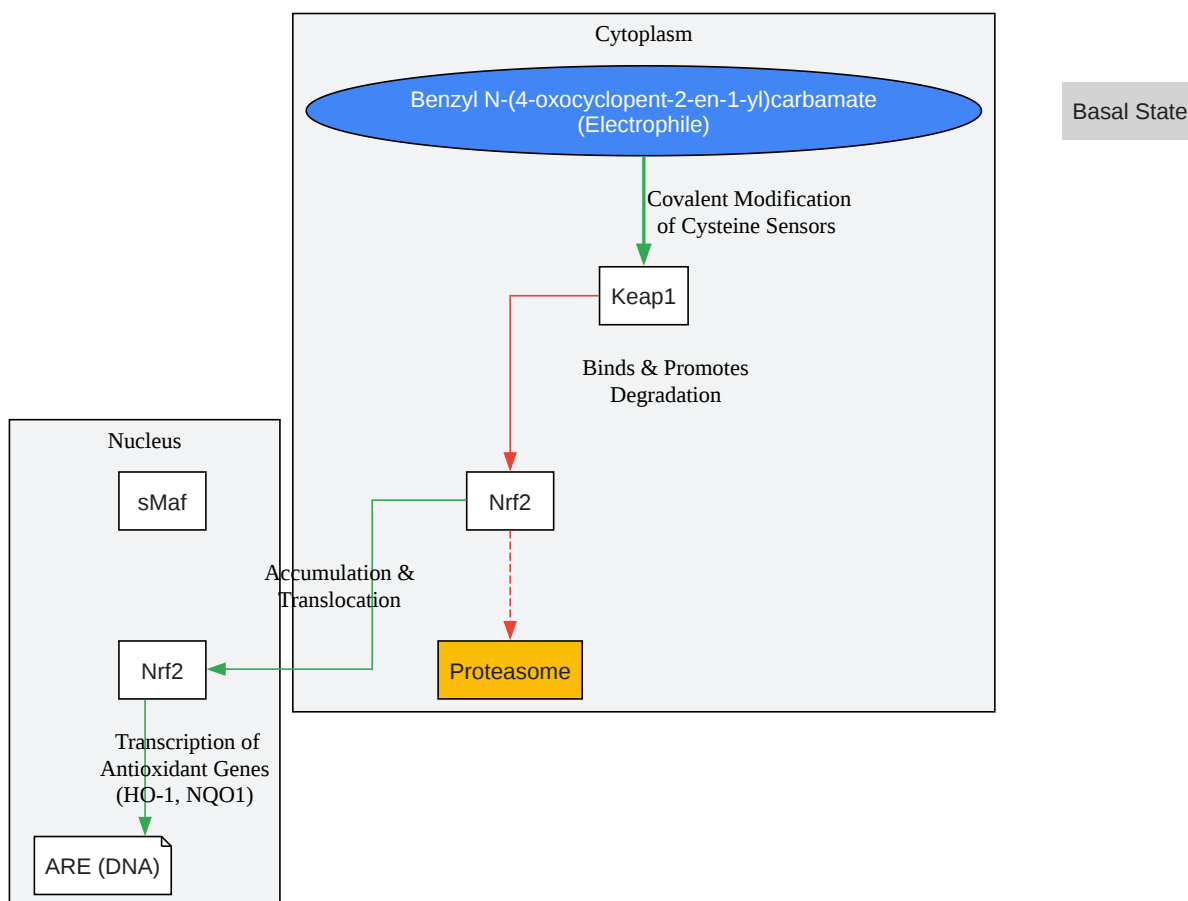 Cytoplasm
Benzyl N-(4-oxocyclopent-2-en-1-yl)carbamate
(Electrophile)
Basal State
Covalent Modification
of Cysteine Sensors
Keap1
Binds & Promotes
Degradation
Nucleus
sMaf
Nrf2
Accumulation &
Translocation
Nrf2
Proteasome
Transcription of
Antioxidant Genes
(HO-1, NQO1)
ARE (DNA)